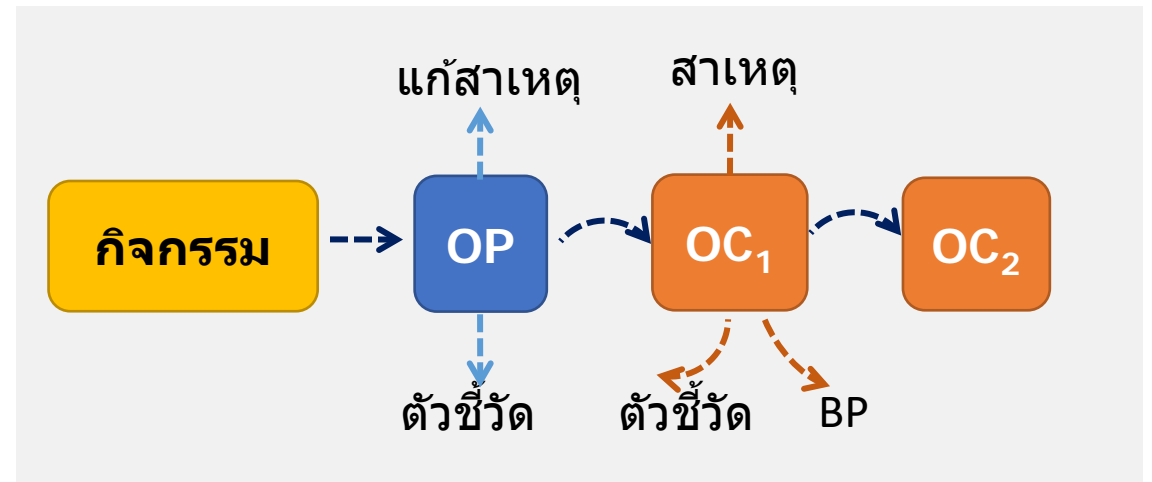 แก้สาเหตุ
สาเหตุ
กิจกรรม
OP
OC₁
OC₂
ตัวชี้วัด
ตัวชี้วัด
BP